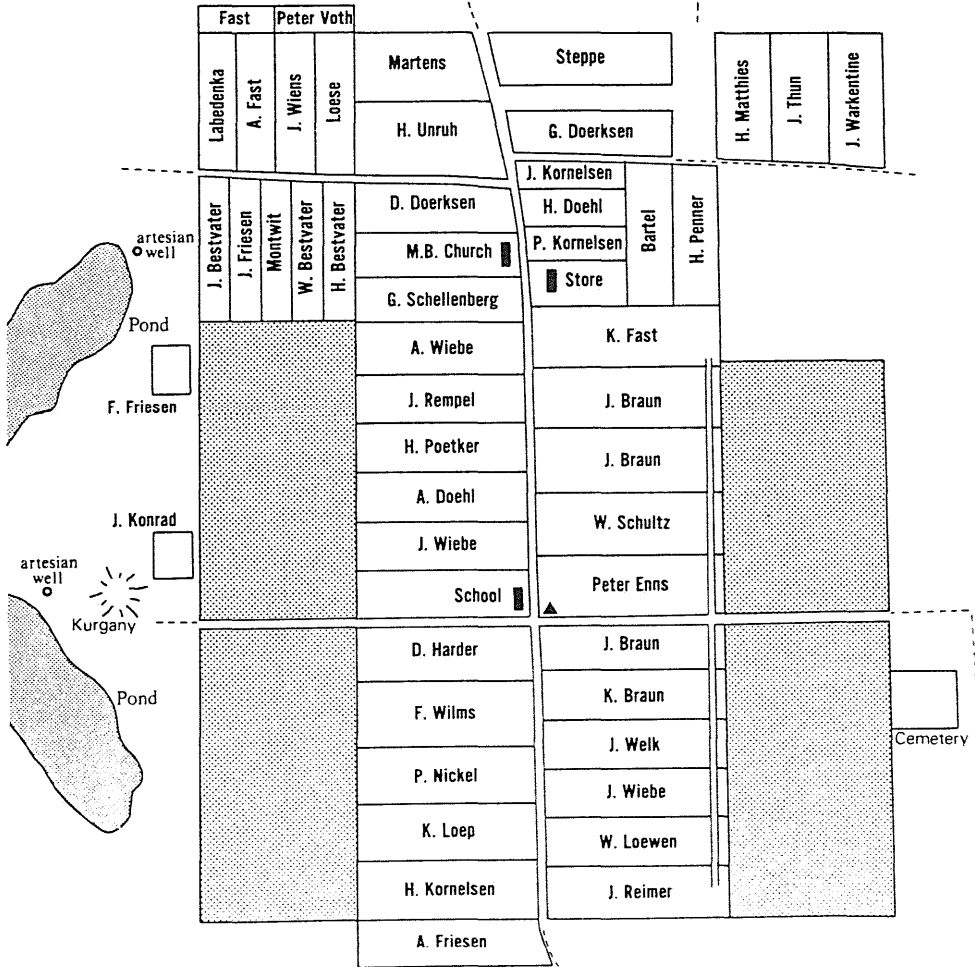 Fast
Peter Voth
Labedenka
A. Fast
J. Wiens
Loese
Martens
H. Unruh
Steppe
G. Doerksen
H. Matthies
J. Thun
J. Warkentine
J. Bestvater
J. Friesen
Montwit
W. Bestvater
H. Bestvater
D. Doerksen
M.B. Church
G. Schellenberg
A. Wiebe
J. Rempel
H. Poetker
A. Doehl
J. Wiebe
School
J. Kornelsen
H. Doehl
P. Kornelsen
Store
Bartel
H. Penner
K. Fast
J. Braun
J. Braun
W. Schultz
Peter Enns
artesian
well
Pond
F. Friesen
J. Konrad
artesian
well
Kurgany
Pond
D. Harder
F. Wilms
P. Nickel
K. Loep
H. Kornelsen
A. Friesen
J. Braun
K. Braun
J. Welk
J. Wiebe
W. Loewen
J. Reimer
Cemetery